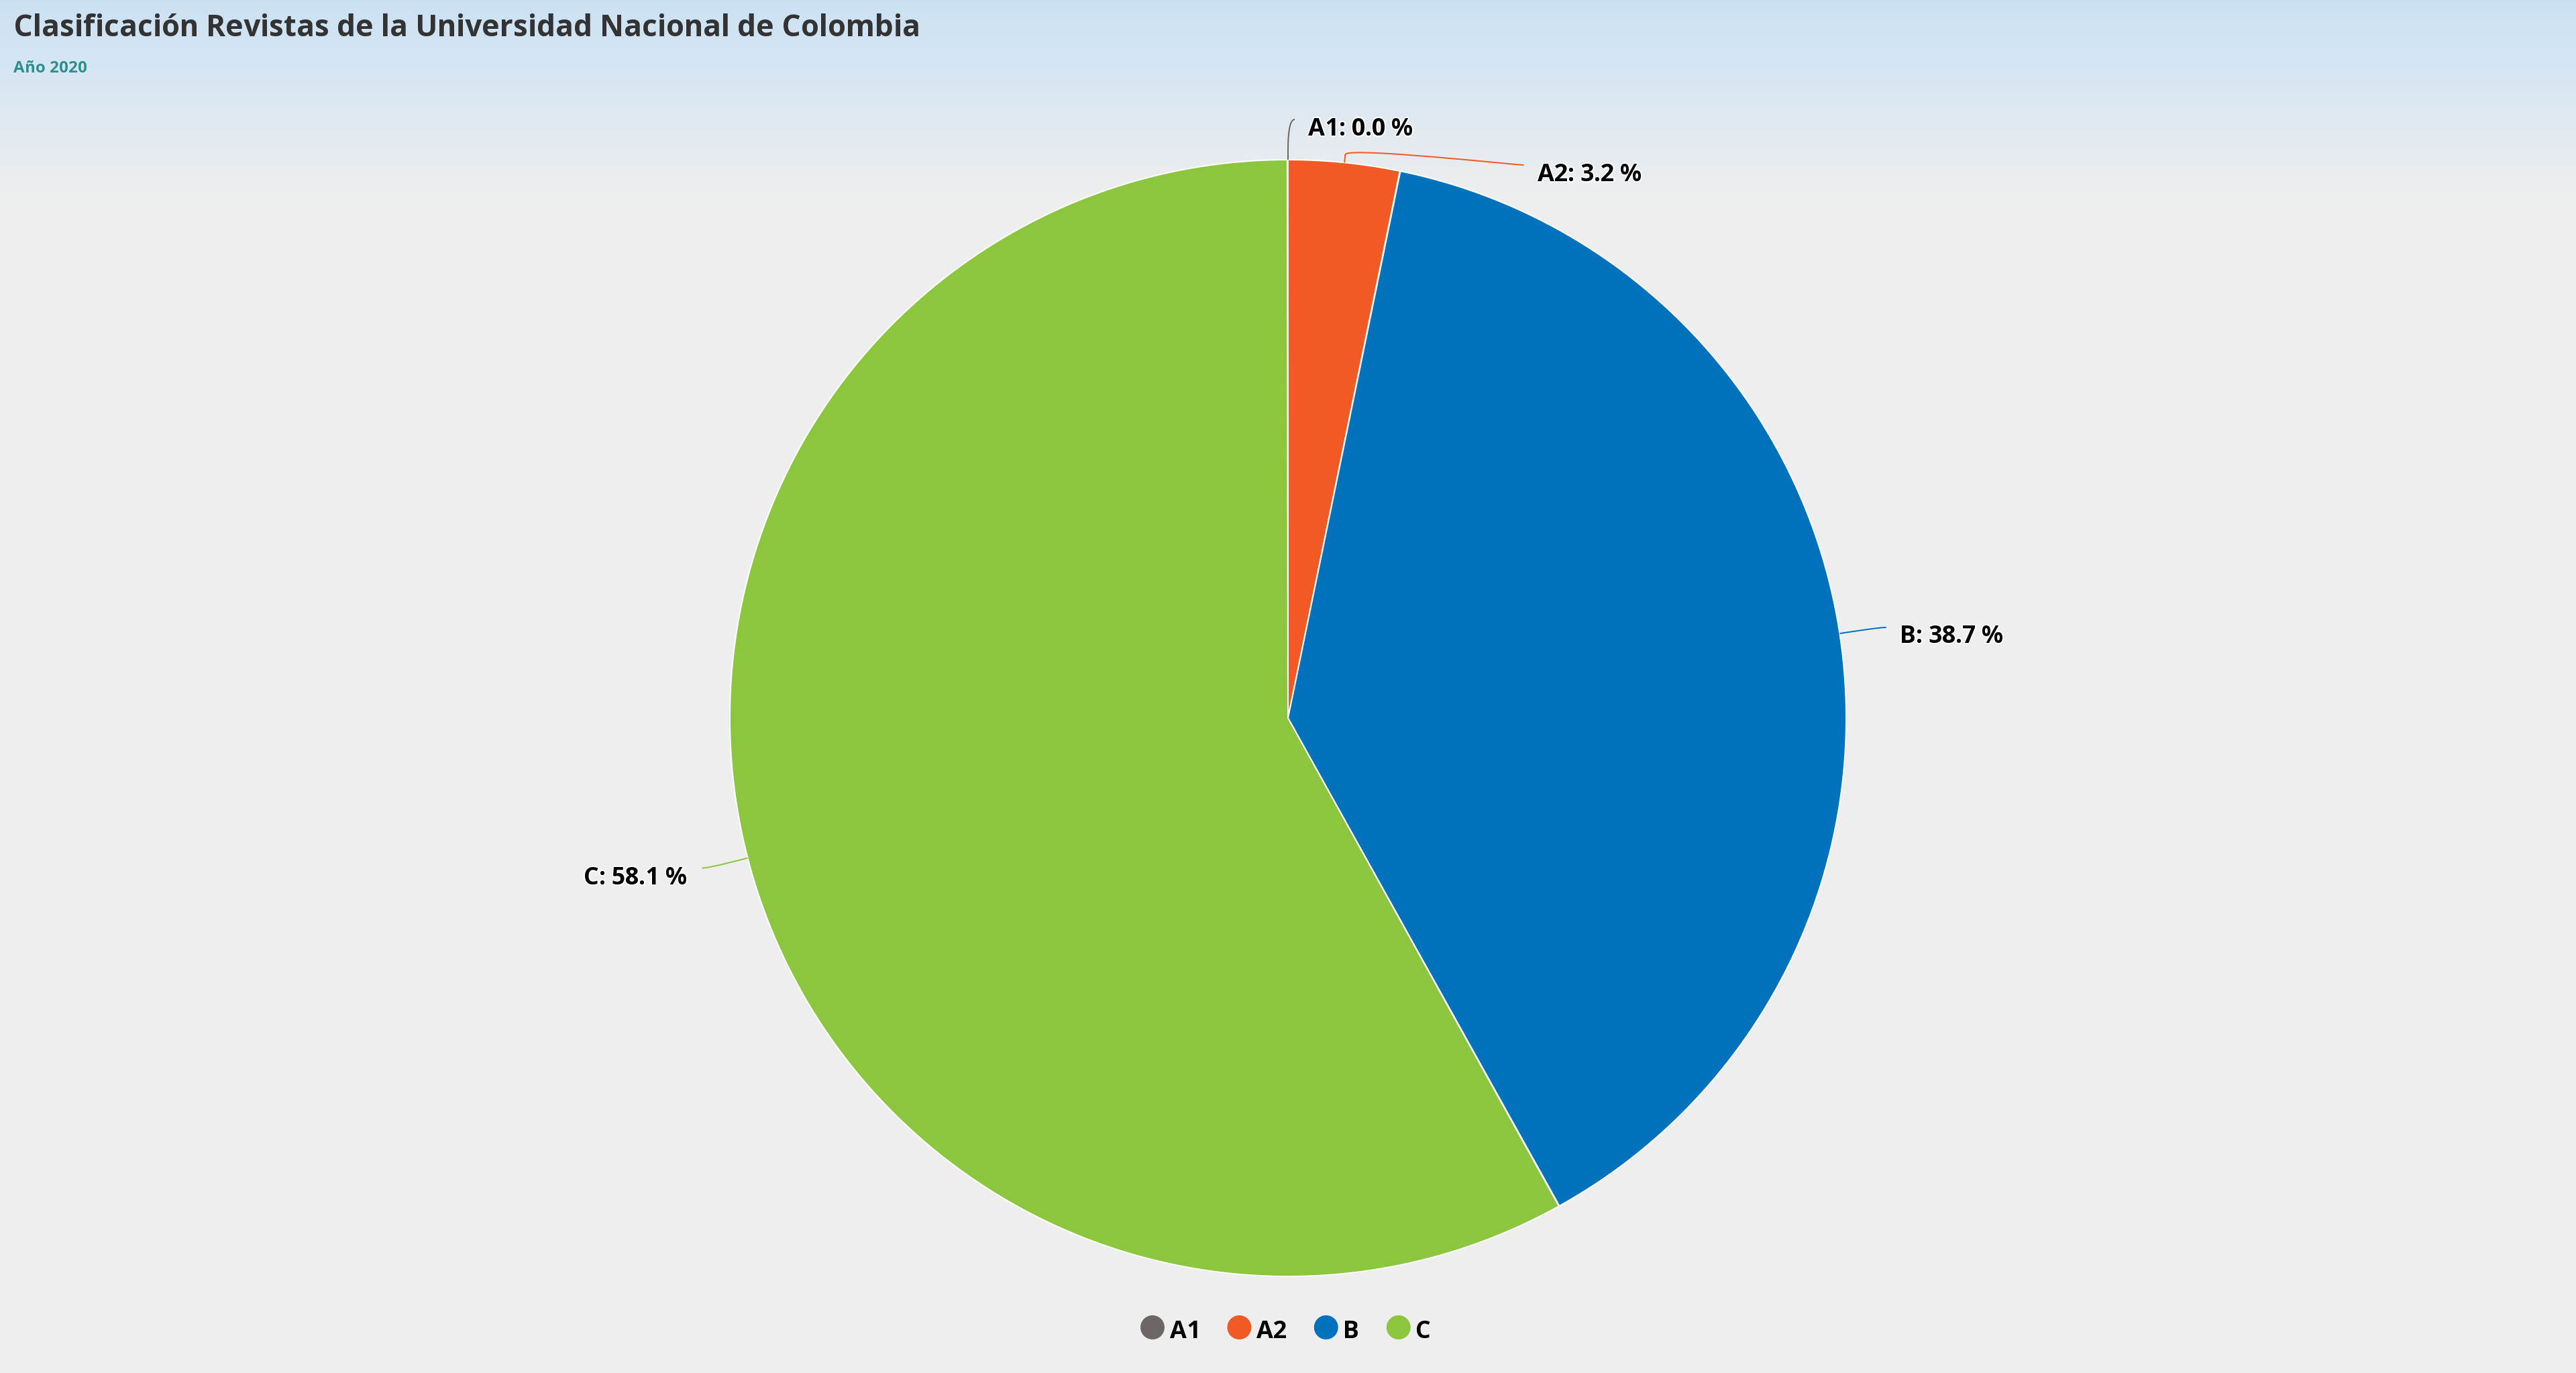 Clasificación Revistas de la Universidad Nacional de Colombia
Año 2020
A1: 0.0 %
A2: 3.2 %
B: 38.7 %
C: 58.1 %
A1 A2 B C